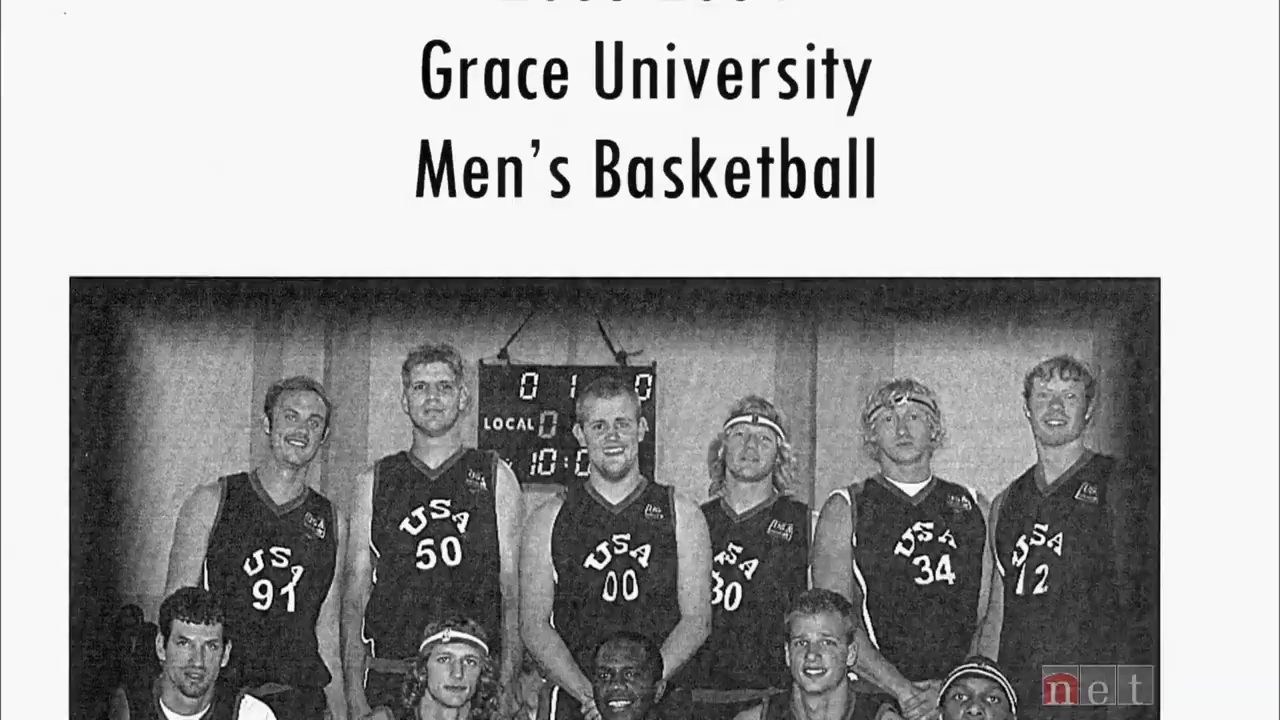 Grace University
Men's Basketball
0 1 0
LOCAL 0
10:0
USA
91
USA
50
USA
00
USA
30
USA
34
USA
12
net